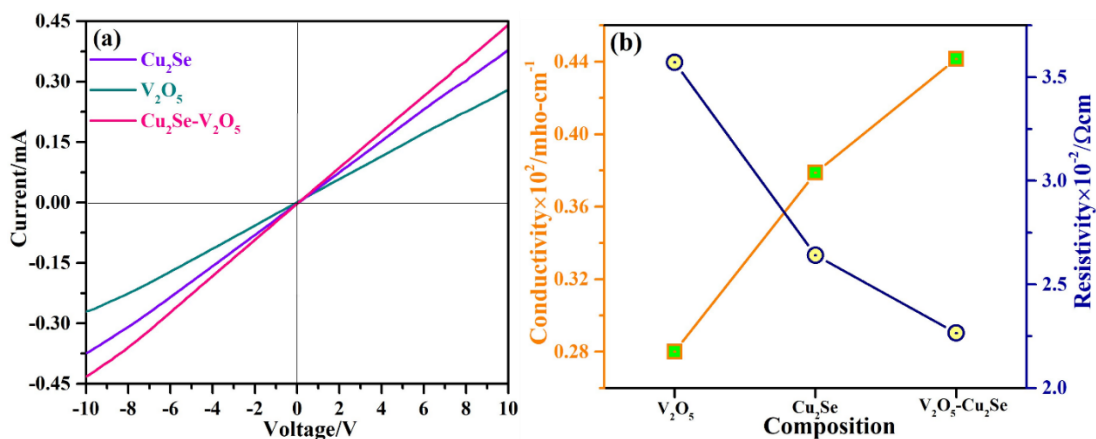 (a)
Cu₂Se
V₂O₅
Cu₂Se-V₂O₅
Current/mA
0.45
0.30
0.15
0.00
-0.15
-0.30
-0.45
-10 -8 -6 -4 -2 0 2 4 6 8 10
Voltage/V
(b)
Conductivity×10²/mho-cm⁻¹
0.44
0.40
0.36
0.32
0.28
Resistivity×10⁻²/Ωcm
3.5
3.0
2.5
2.0
V₂O₅ Cu₂Se V₂O₅-Cu₂Se
Composition